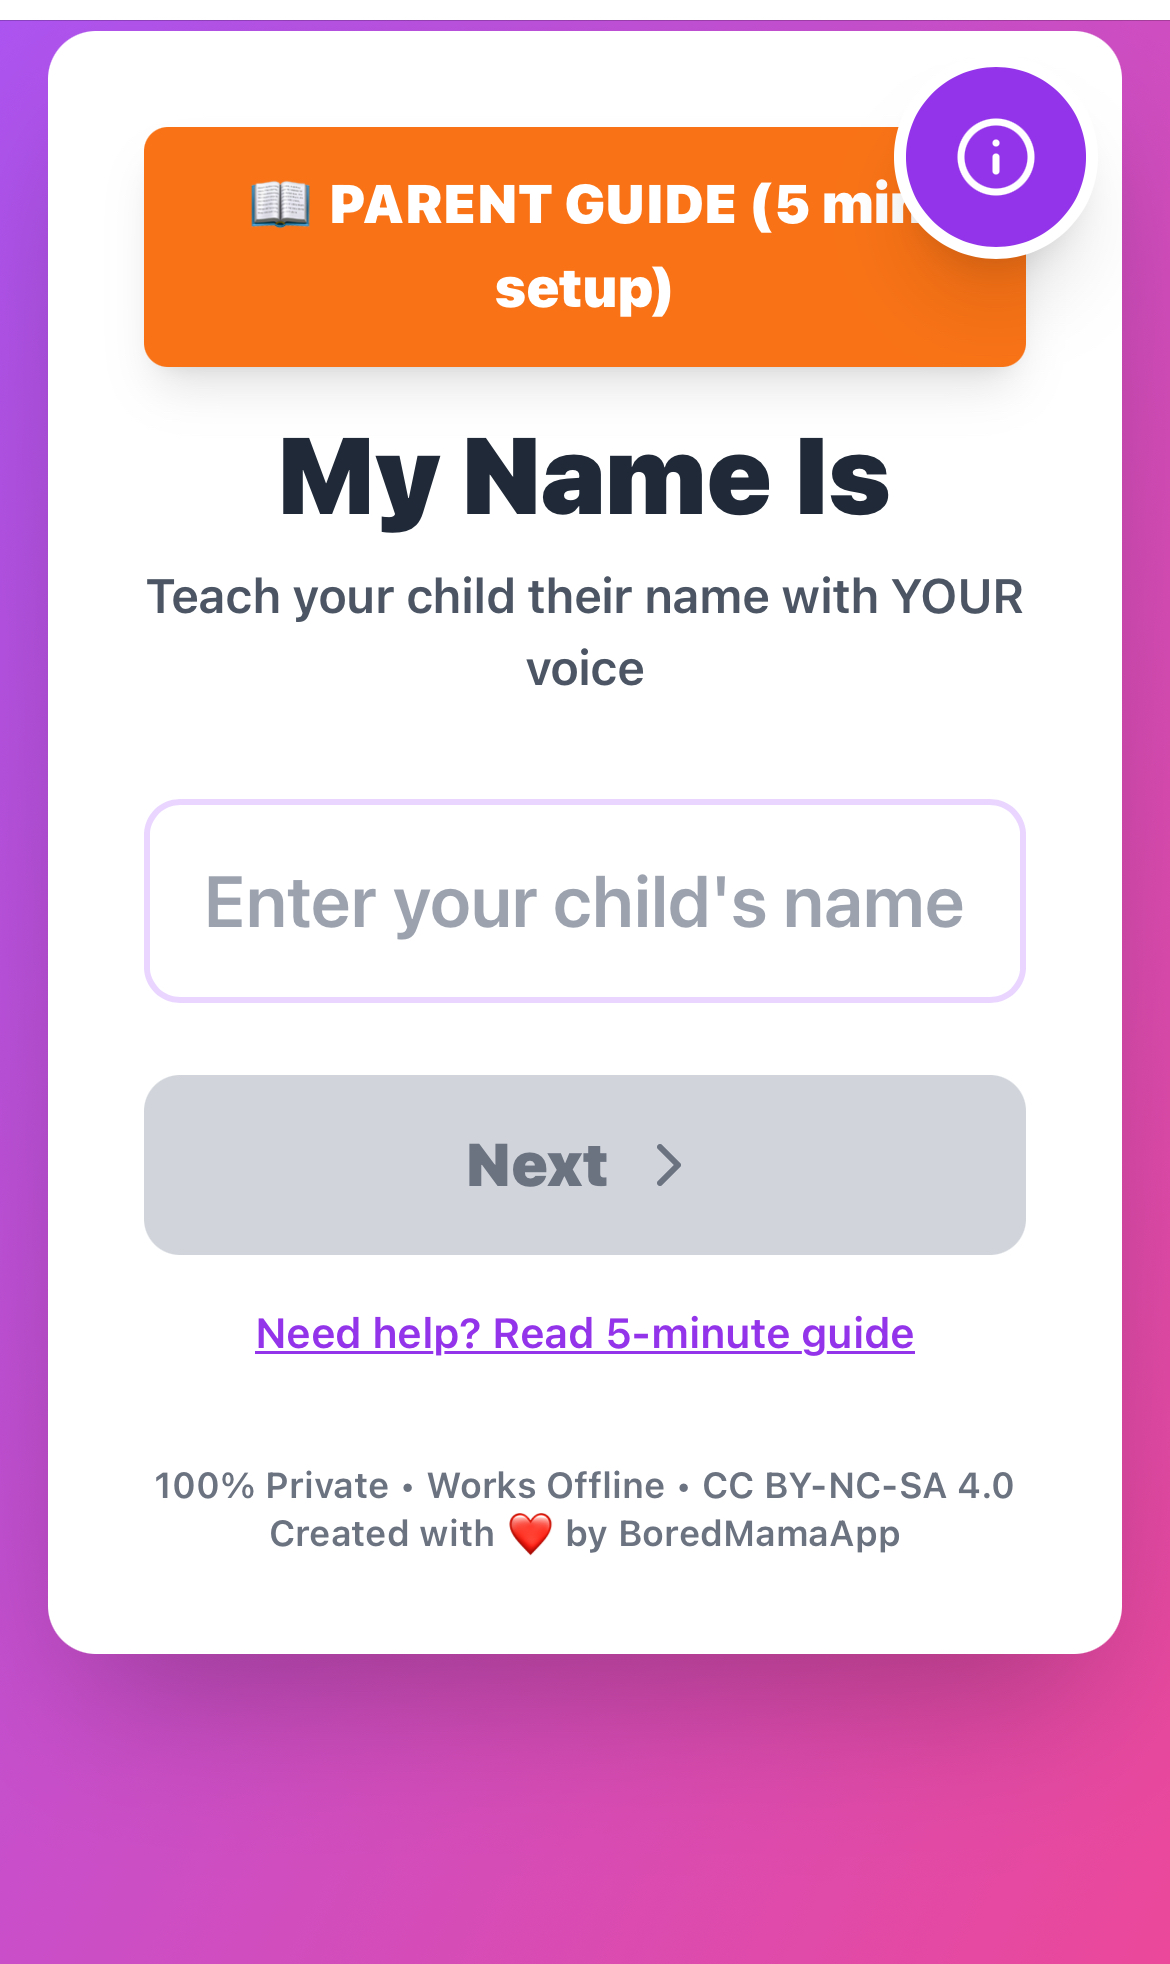 PARENT GUIDE (5 min
setup)
My Name Is
Teach your child their name with YOUR
voice
Enter your child's name
Next
Need help? Read 5-minute guide
100% Private • Works Offline • CC BY-NC-SA 4.0
Created with ❤️ by BoredMamaApp